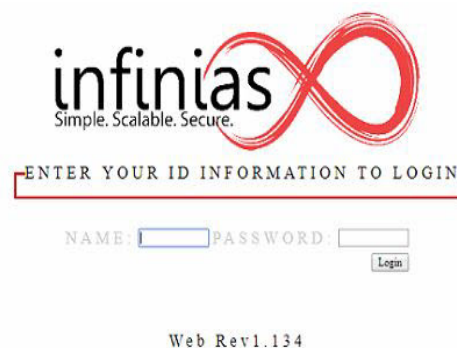 infinias
Simple. Scalable. Secure.
ENTER YOUR ID INFORMATION TO LOGIN
NAME: PASSWORD:
Login
Web Rev1.134